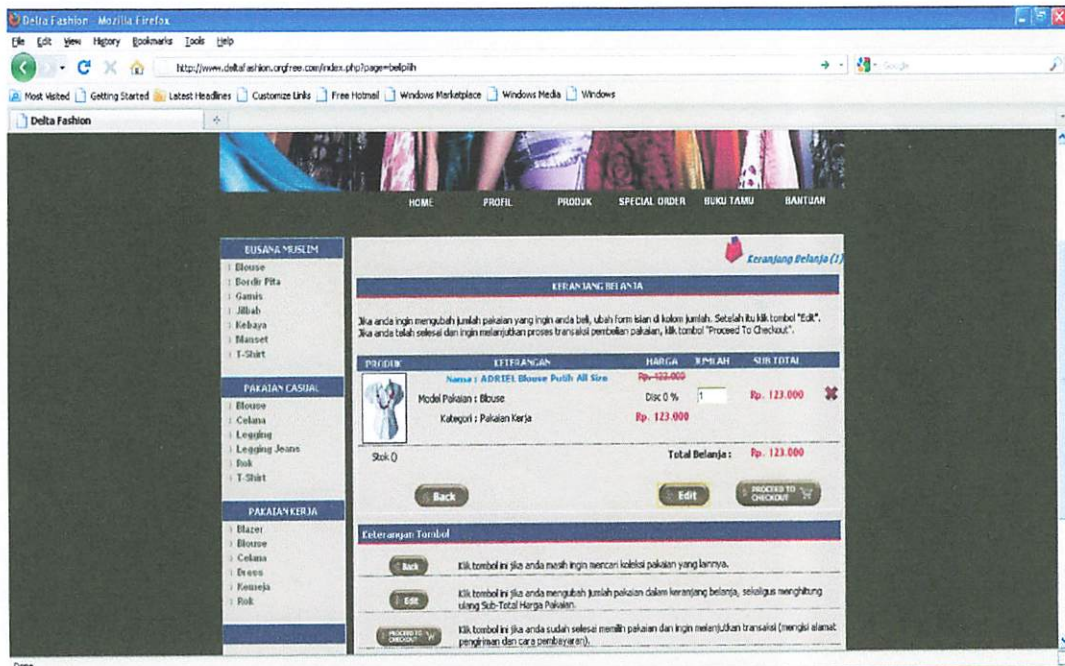 Delta Fashion - Mozilla Firefox
File Edit View History Bookmarks Tools Help
http://www.deltafashion.orgfree.com/index.php?page=belipilih
Google
Most Visited Getting Started Latest Headlines Customize Links Free Hotmail Windows Marketplace Windows Media Windows
Delta Fashion
HOME PROFIL PRODUK SPECIAL ORDER BUKU TAMU BANTUAN
BUSANA MUSLIM
Blouse
Bordir Pita
Gamis
Jilbab
Kebaya
Manset
T-Shirt
PAKAIAN CASUAL
Blouse
Celana
Legging
Legging Jeans
Rok
T-Shirt
PAKAIAN KERJA
Blazer
Blouse
Celana
Dress
Kemeja
Rok
Keranjang Belanja (1)
KERANJANG BELANJA
Jika anda ingin mengubah jumlah pakaian yang ingin anda beli, ubah form isian di kolom jumlah. Setelah itu klik tombol "Edit".
Jika anda telah selesai dan ingin melanjutkan proses transaksi pembelian pakaian, klik tombol "Proceed To Checkout".
PRODUK KETERANGAN HARGA JUMLAH SUB TOTAL
Nama : ADRIEL Blouse Putih All Size Rp. 123.000
Model Pakaian : Blouse Disc 0 % 1 Rp. 123.000
Kategori : Pakaian Kerja Rp. 123.000
Stok () Total Belanja : Rp. 123.000
Back Edit PROCEED TO CHECKOUT
Keterangan Tombol
Back Klik tombol ini jika anda masih ingin mencari koleksi pakaian yang lainnya.
Edit Klik tombol ini jika anda mengubah jumlah pakaian dalam keranjang belanja, sekaligus menghitung
ulang Sub-Total Harga Pakaian.
PROCEED TO CHECKOUT Klik tombol ini jika anda sudah selesai memilih pakaian dan ingin melanjutkan transaksi (mengisi alamat
pengiriman dan cara pembayaran).
Done